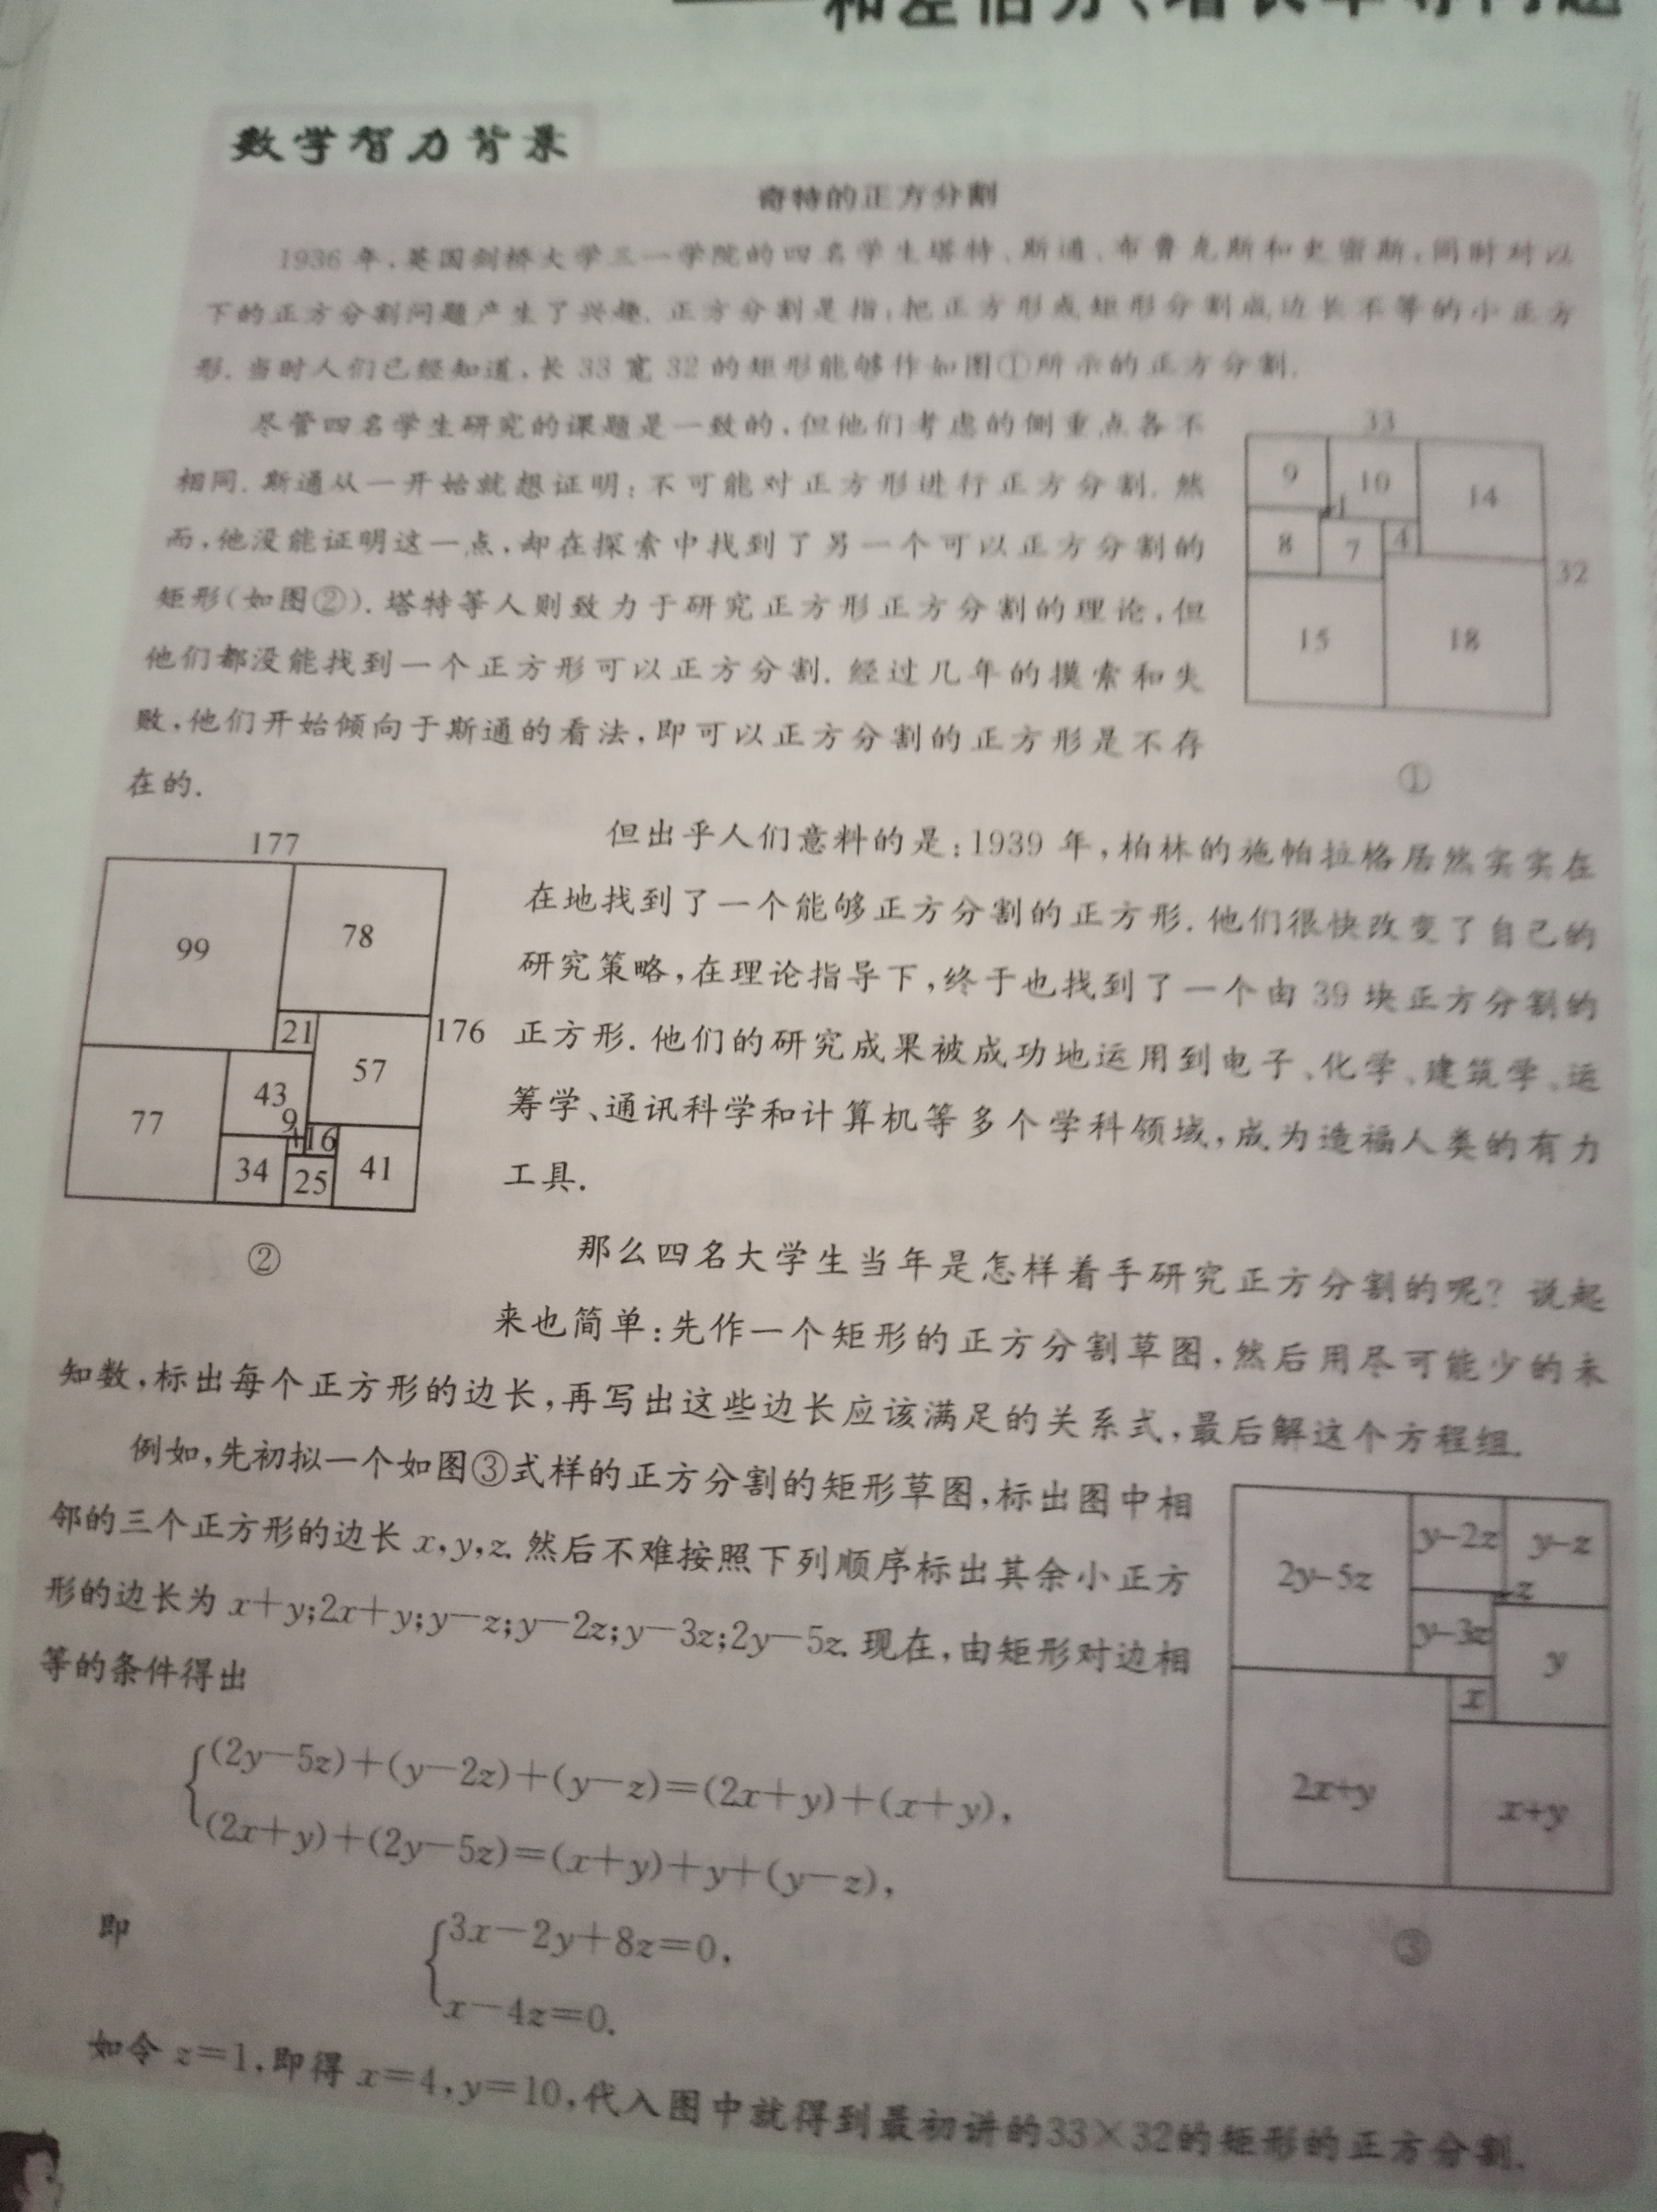 ——和差倍分、增长率等问题
数学智力背景
奇特的正方分割
1936年,英国剑桥大学三一学院的四名学生塔特、斯通、布鲁克斯和史密斯,同时对以
下的正方分割问题产生了兴趣.正方分割是指,把正方形或矩形分割成边长不等的小正方
形.当时人们已经知道,长33宽32的矩形能够作如图①所示的正方分割.
尽管四名学生研究的课题是一致的,但他们考虑的侧重点各不
相同.斯通从一开始就想证明:不可能对正方形进行正方分割.然
而,他没能证明这一点,却在探索中找到了另一个可以正方分割的
矩形(如图②).塔特等人则致力于研究正方形正方分割的理论,但
他们都没能找到一个正方形可以正方分割.经过几年的摸索和失
败,他们开始倾向于斯通的看法,即可以正方分割的正方形是不存
在的.
33
9
10
14
1
8
7
4
32
15
18
①
177
99
78
21
176
57
43
77
9
16
34
25
41
②
但出乎人们意料的是:1939年,柏林的施帕拉格居然实实在
在地找到了一个能够正方分割的正方形.他们很快改变了自己的
研究策略,在理论指导下,终于也找到了一个由39块正方分割的
正方形.他们的研究成果被成功地运用到电子、化学、建筑学、运
筹学、通讯科学和计算机等多个学科领域,成为造福人类的有力
工具.
那么四名大学生当年是怎样着手研究正方分割的呢?说起
来也简单:先作一个矩形的正方分割草图,然后用尽可能少的未
知数,标出每个正方形的边长,再写出这些边长应该满足的关系式,最后解这个方程组.
例如,先初拟一个如图③式样的正方分割的矩形草图,标出图中相
邻的三个正方形的边长x,y,z.然后不难按照下列顺序标出其余小正方
形的边长为x+y;2x+y;y-z;y-2z;y-3z;2y-5z.现在,由矩形对边相
等的条件得出
(2y-5z)+(y-2z)+(y-z)=(2x+y)+(x+y),
(2x+y)+(2y-5z)=(x+y)+y+(y-z),
即
3x-2y+8z=0,
x-4z=0.
如令z=1,即得x=4,y=10,代入图中就得到最初讲的33×32的矩形的正方分割.
2y-5z
y-2z
y-z
z
y-3z
y
x
2x+y
x+y
③